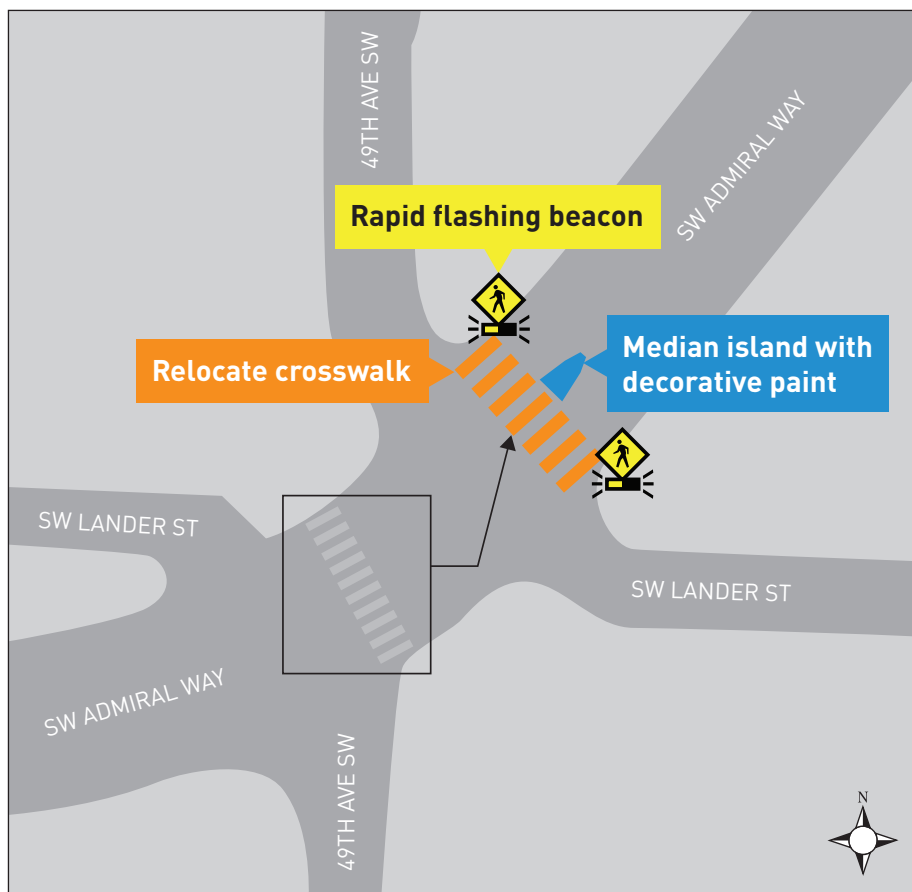 49TH AVE SW
SW ADMIRAL WAY
Rapid flashing beacon
Median island with
decorative paint
Relocate crosswalk
SW LANDER ST
SW LANDER ST
SW ADMIRAL WAY
49TH AVE SW
N